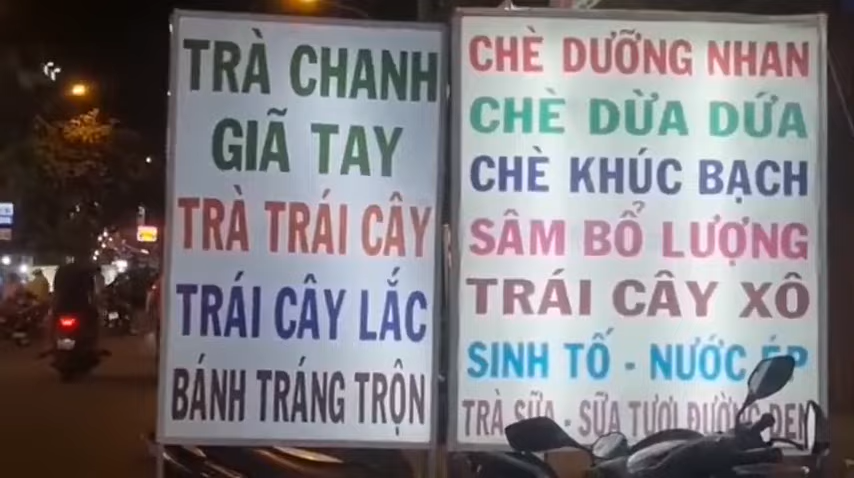 TRÀ CHANH
GIÃ TAY
TRÀ TRÁI CÂY
TRÁI CÂY LẮC
BÁNH TRÁNG TRỘN
CHÈ DƯỠNG NHAN
CHÈ DỪA DỨA
CHÈ KHÚC BẠCH
SÂM BỔ LƯỢNG
TRÁI CÂY XÔ
SINH TỐ - NƯỚC ÉP
TRÀ SỮA - SỮA TƯƠI ĐƯỜNG ĐEN